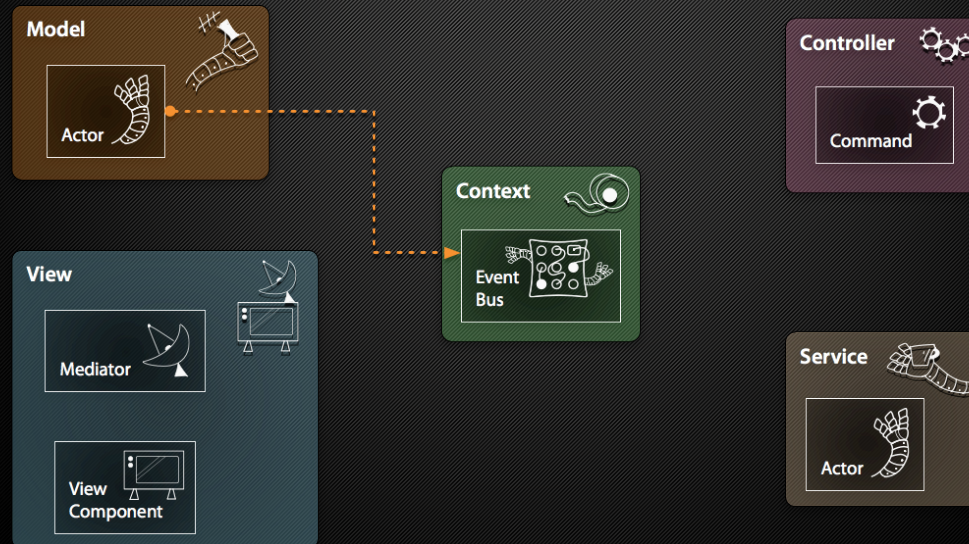 Model
Actor
Context
Event
Bus
Controller
Command
View
Mediator
View
Component
Service
Actor